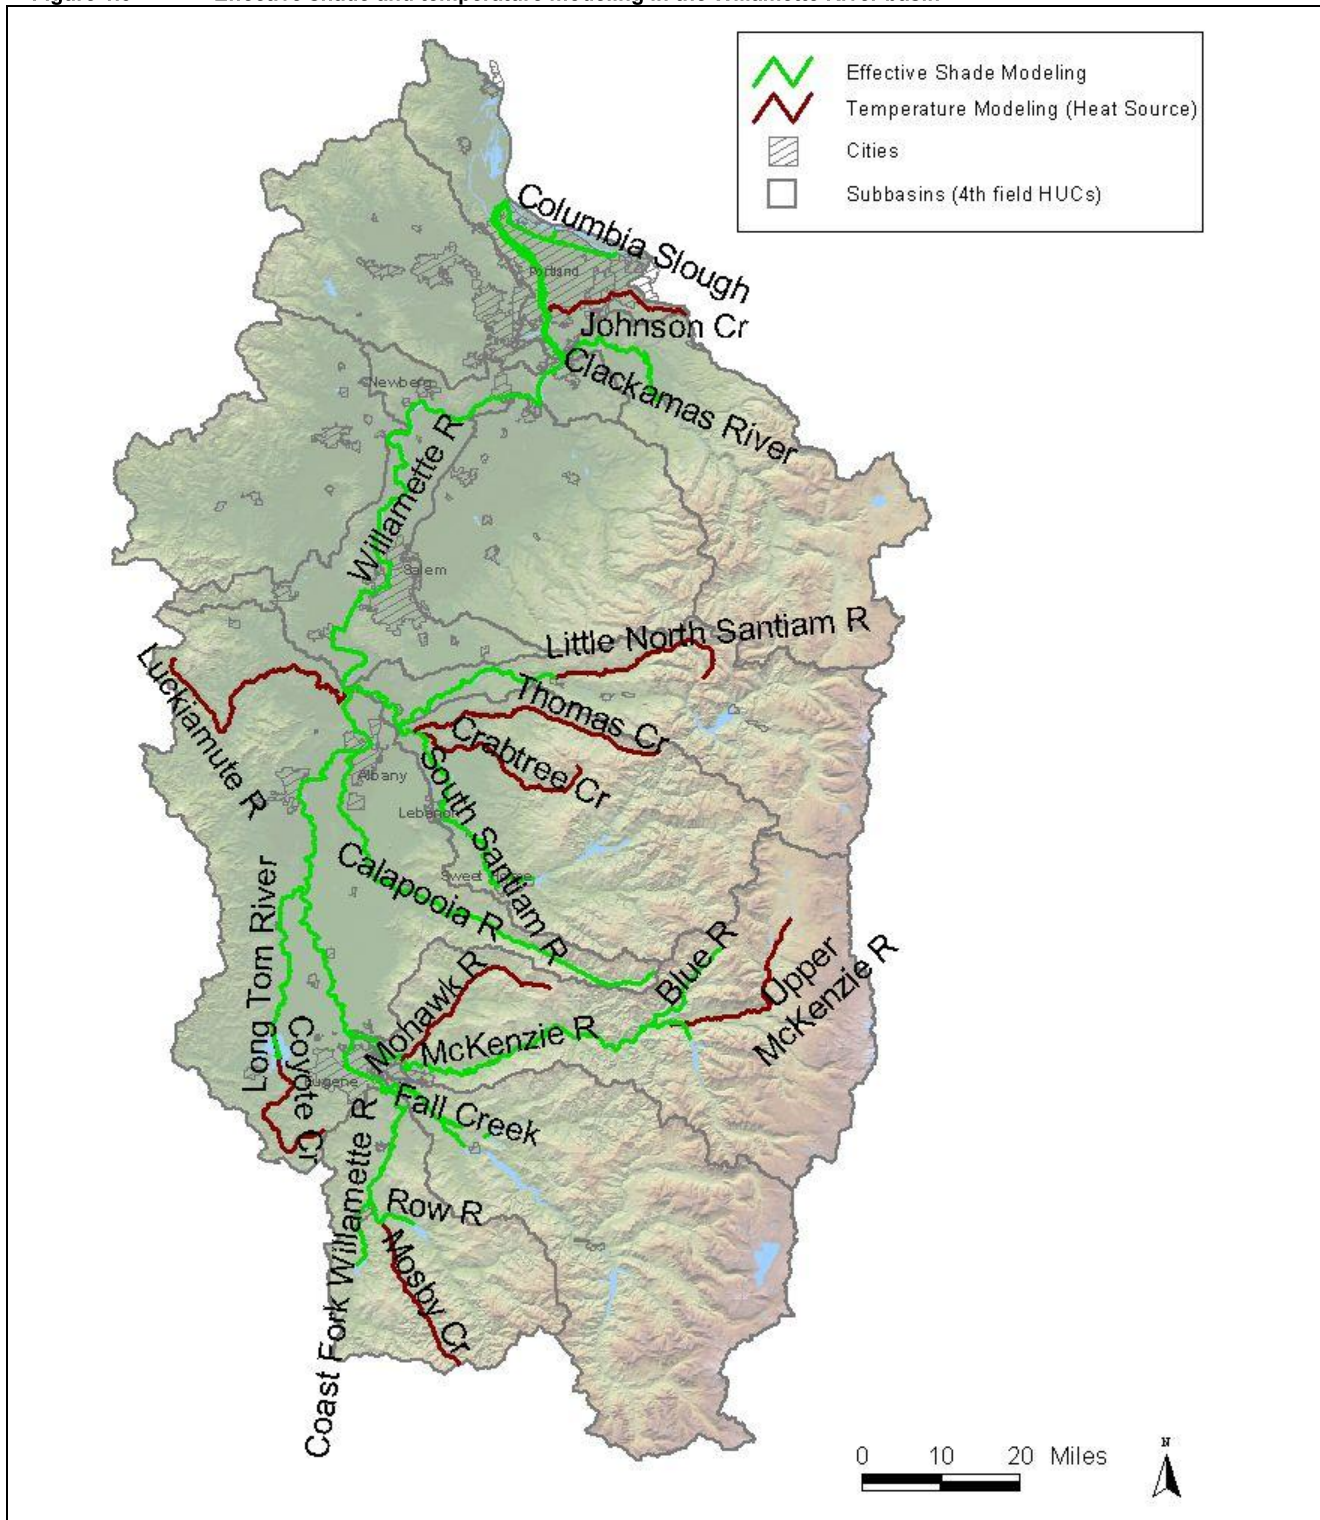 Effective Shade Modeling
Temperature Modeling (Heat Source)
Cities
Subbasins (4th field HUCs)
Columbia Slough
Portland
Johnson Cr
Clackamas River
Newberg
Willamette R
Salem
Little North Santiam R
Luckiamute R
Thomas Cr
Crabtree Cr
South Santiam R
Albany
Lebanon
Calapooia R
Sweet Home
Long Tom River
Blue R
Upper
McKenzie R
Mohawk R
McKenzie R
Coyote Cr
Eugene
Fall Creek
Coast Fork Willamette R
Row R
Mosby Cr
0 10 20 Miles
N